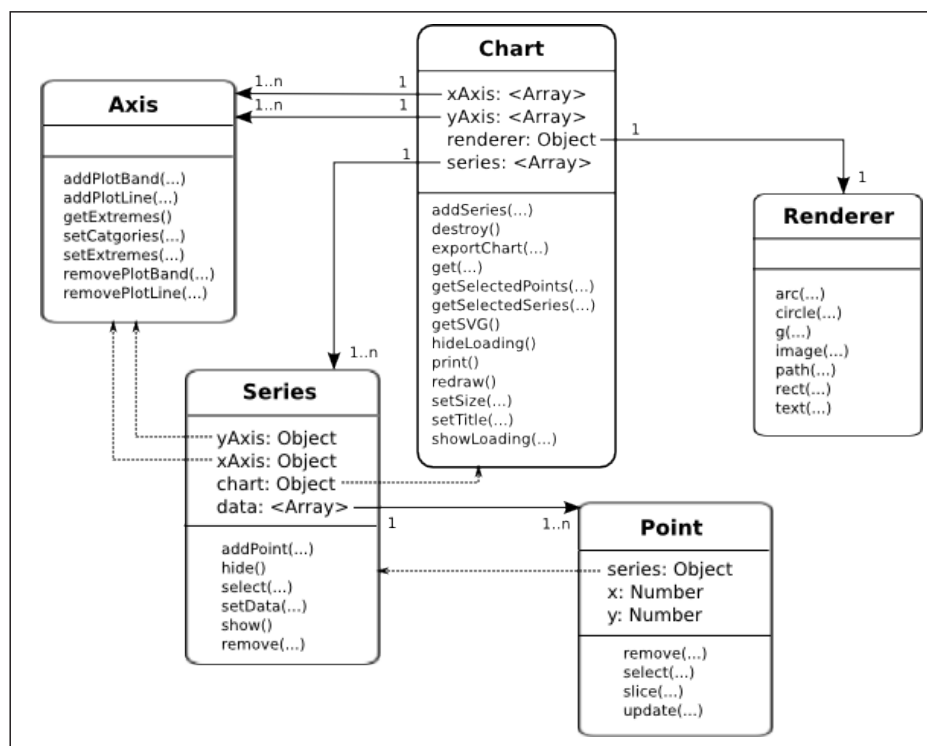 Chart
xAxis: <Array>
yAxis: <Array>
renderer: Object
series: <Array>
addSeries(...)
destroy()
exportChart(...)
get(...)
getSelectedPoints(...)
getSelectedSeries(...)
getSVG()
hideLoading()
print()
redraw()
setSize(...)
setTitle(...)
showLoading(...)
1..n
1
1..n
1
1
1
1
1..n
Axis
addPlotBand(...)
addPlotLine(...)
getExtremes()
setCatgories(...)
setExtremes(...)
removePlotBand(...)
removePlotLine(...)
Renderer
arc(...)
circle(...)
g(...)
image(...)
path(...)
rect(...)
text(...)
Series
yAxis: Object
xAxis: Object
chart: Object
data: <Array>
addPoint(...)
hide()
select(...)
setData(...)
show()
remove(...)
1
1..n
Point
series: Object
x: Number
y: Number
remove(...)
select(...)
slice(...)
update(...)